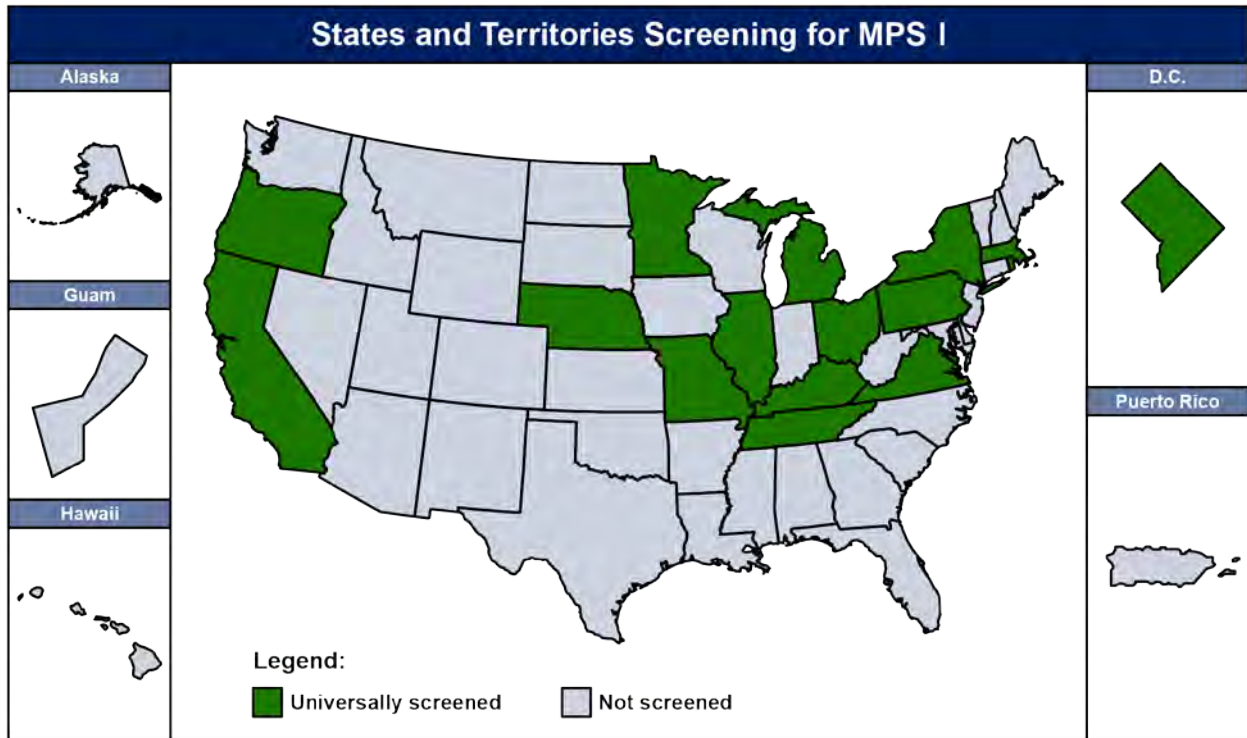 States and Territories Screening for MPS I
Alaska
D.C.
Guam
Puerto Rico
Hawaii
Legend:
Universally screened
Not screened